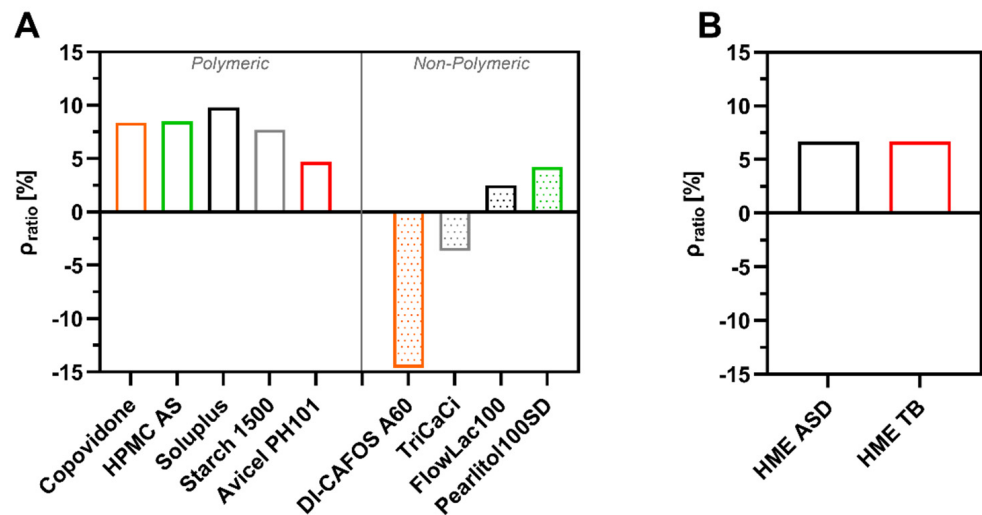 A
B
Polymeric
Non-Polymeric
ρratio [%]
15
10
5
0
-5
-10
-15
Copovidone
HPMC AS
Soluplus
Starch 1500
Avicel PH101
DI-CAFOS A60
TriCaCi
FlowLac100
Pearlitol100SD
ρratio [%]
15
10
5
0
-5
-10
-15
HME ASD
HME TB